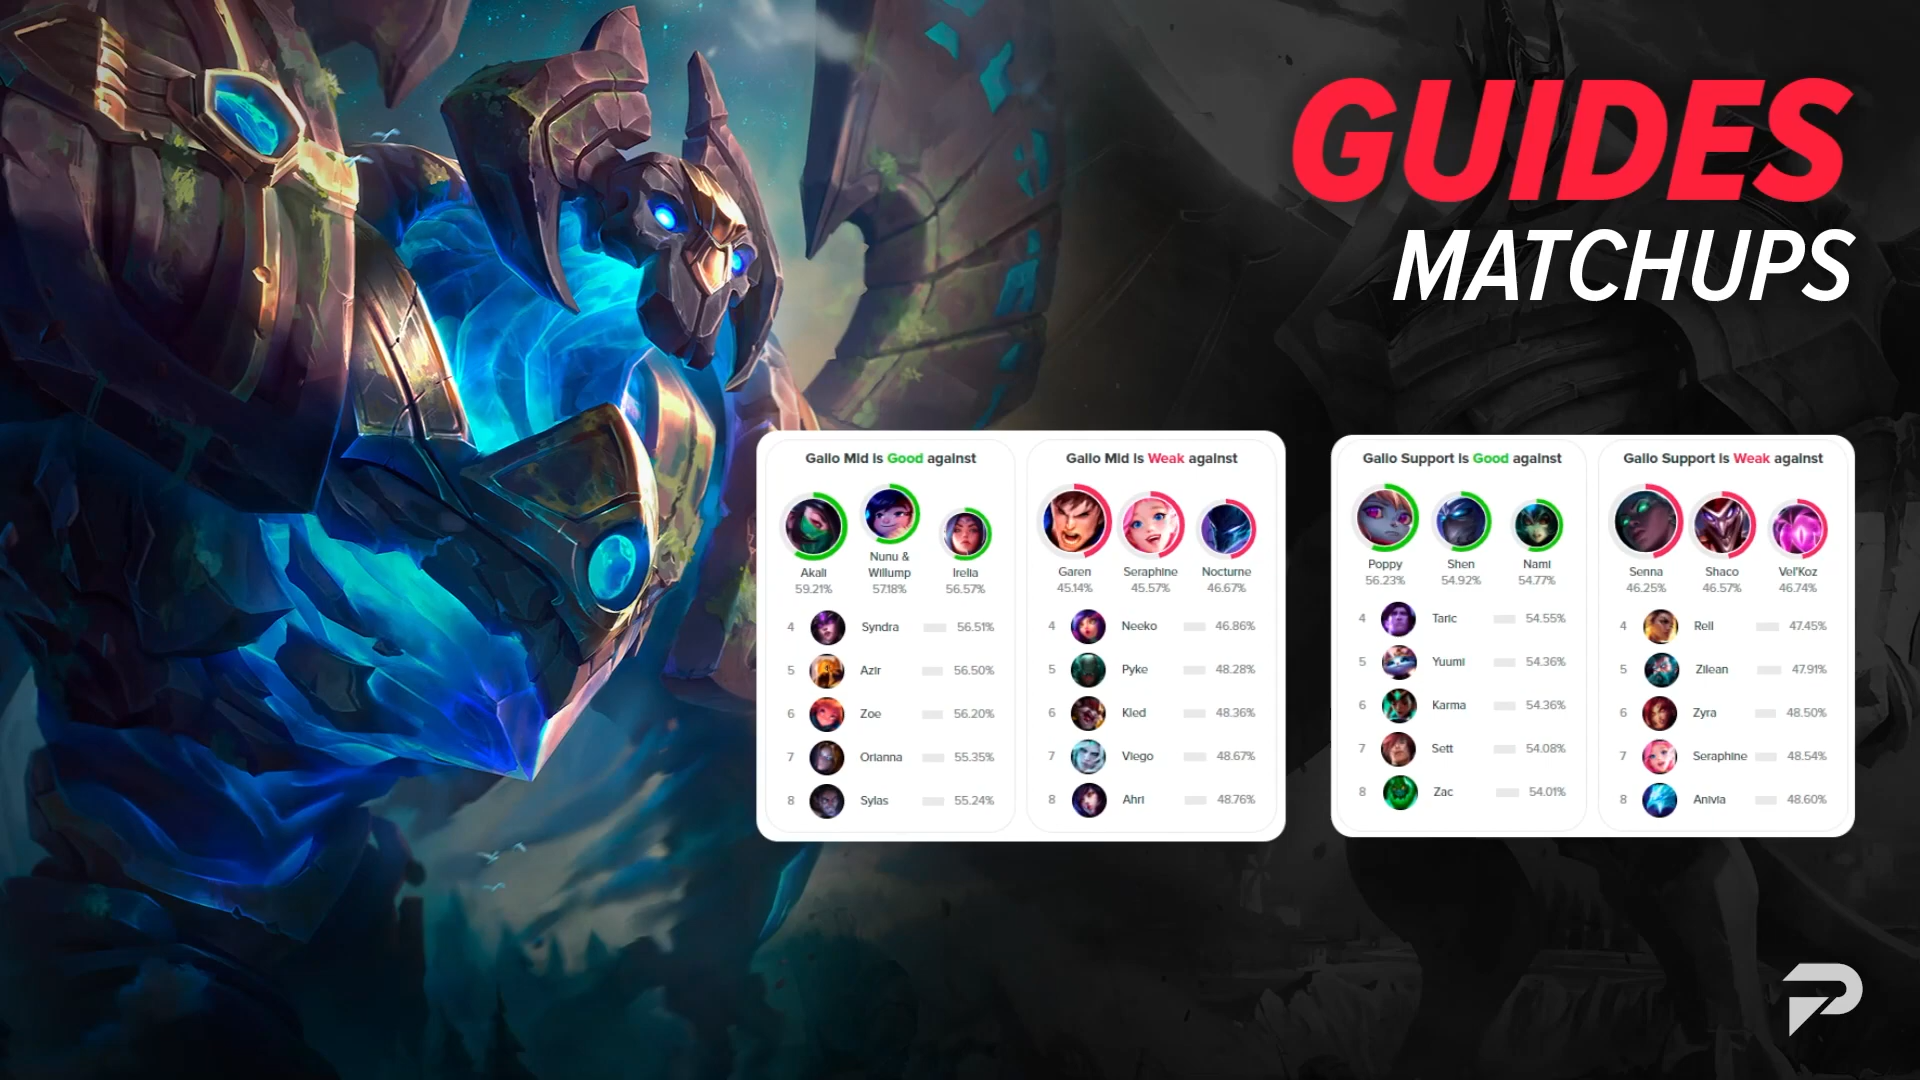 GUIDES
MATCHUPS
Galio Mid is Good against
Akali
59.21%
Nunu &
Willump
57.18%
Irelia
56.57%
4 Syndra 56.51%
5 Azir 56.50%
6 Zoe 56.20%
7 Orianna 55.35%
8 Sylas 55.24%
Galio Mid is Weak against
Garen
45.14%
Seraphine
45.57%
Nocturne
46.67%
4 Neeko 46.86%
5 Pyke 48.28%
6 Kled 48.36%
7 Viego 48.67%
8 Ahri 48.76%
Galio Support is Good against
Poppy
56.23%
Shen
54.92%
Nami
54.77%
4 Taric 54.55%
5 Yuumi 54.36%
6 Karma 54.36%
7 Sett 54.08%
8 Zac 54.01%
Galio Support is Weak against
Senna
46.25%
Shaco
46.57%
Vel'Koz
46.74%
4 Rell 47.45%
5 Zilean 47.91%
6 Zyra 48.50%
7 Seraphine 48.54%
8 Anivia 48.60%